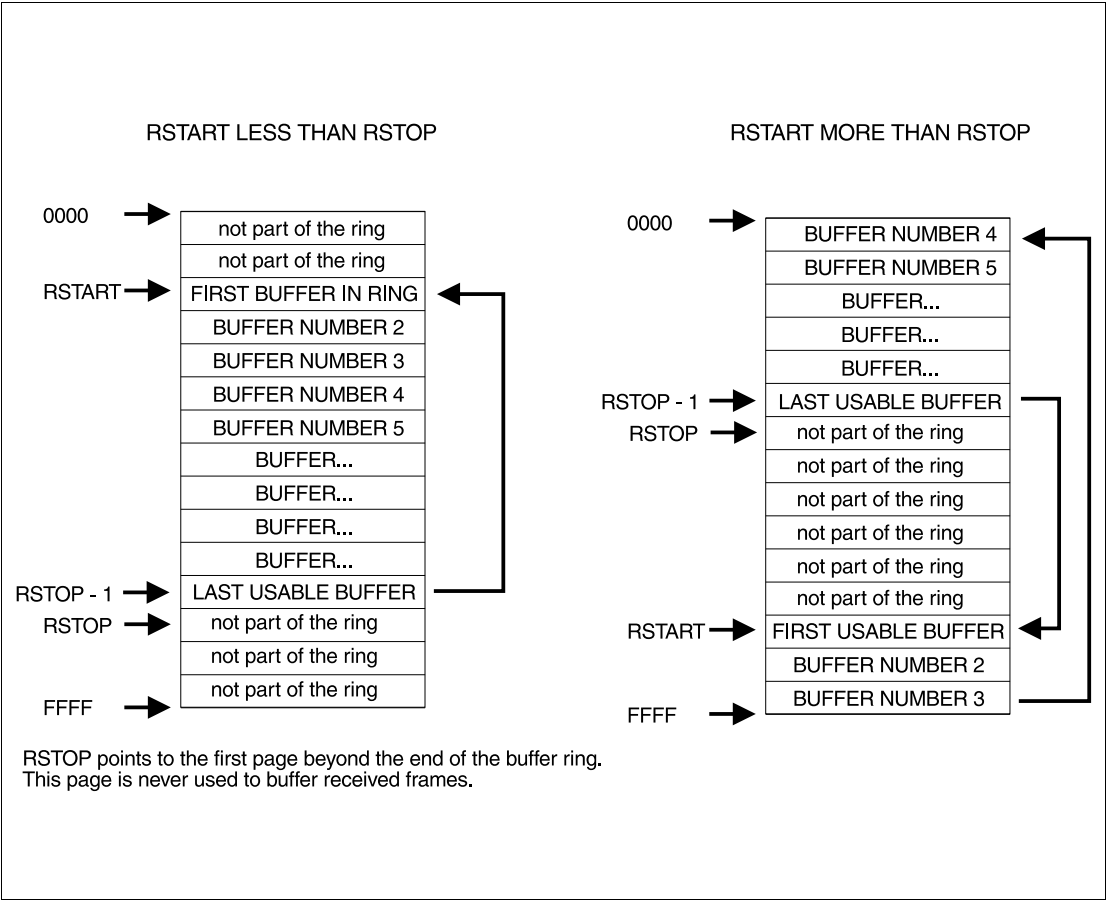 RSTART LESS THAN RSTOP
0000
not part of the ring
not part of the ring
RSTART
FIRST BUFFER IN RING
BUFFER NUMBER 2
BUFFER NUMBER 3
BUFFER NUMBER 4
BUFFER NUMBER 5
BUFFER...
BUFFER...
BUFFER...
BUFFER...
RSTOP - 1
LAST USABLE BUFFER
RSTOP
not part of the ring
not part of the ring
not part of the ring
FFFF
RSTART MORE THAN RSTOP
0000
BUFFER NUMBER 4
BUFFER NUMBER 5
BUFFER...
BUFFER...
BUFFER...
RSTOP - 1
LAST USABLE BUFFER
RSTOP
not part of the ring
not part of the ring
not part of the ring
not part of the ring
not part of the ring
not part of the ring
RSTART
FIRST USABLE BUFFER
BUFFER NUMBER 2
BUFFER NUMBER 3
FFFF
RSTOP points to the first page beyond the end of the buffer ring.
This page is never used to buffer received frames.